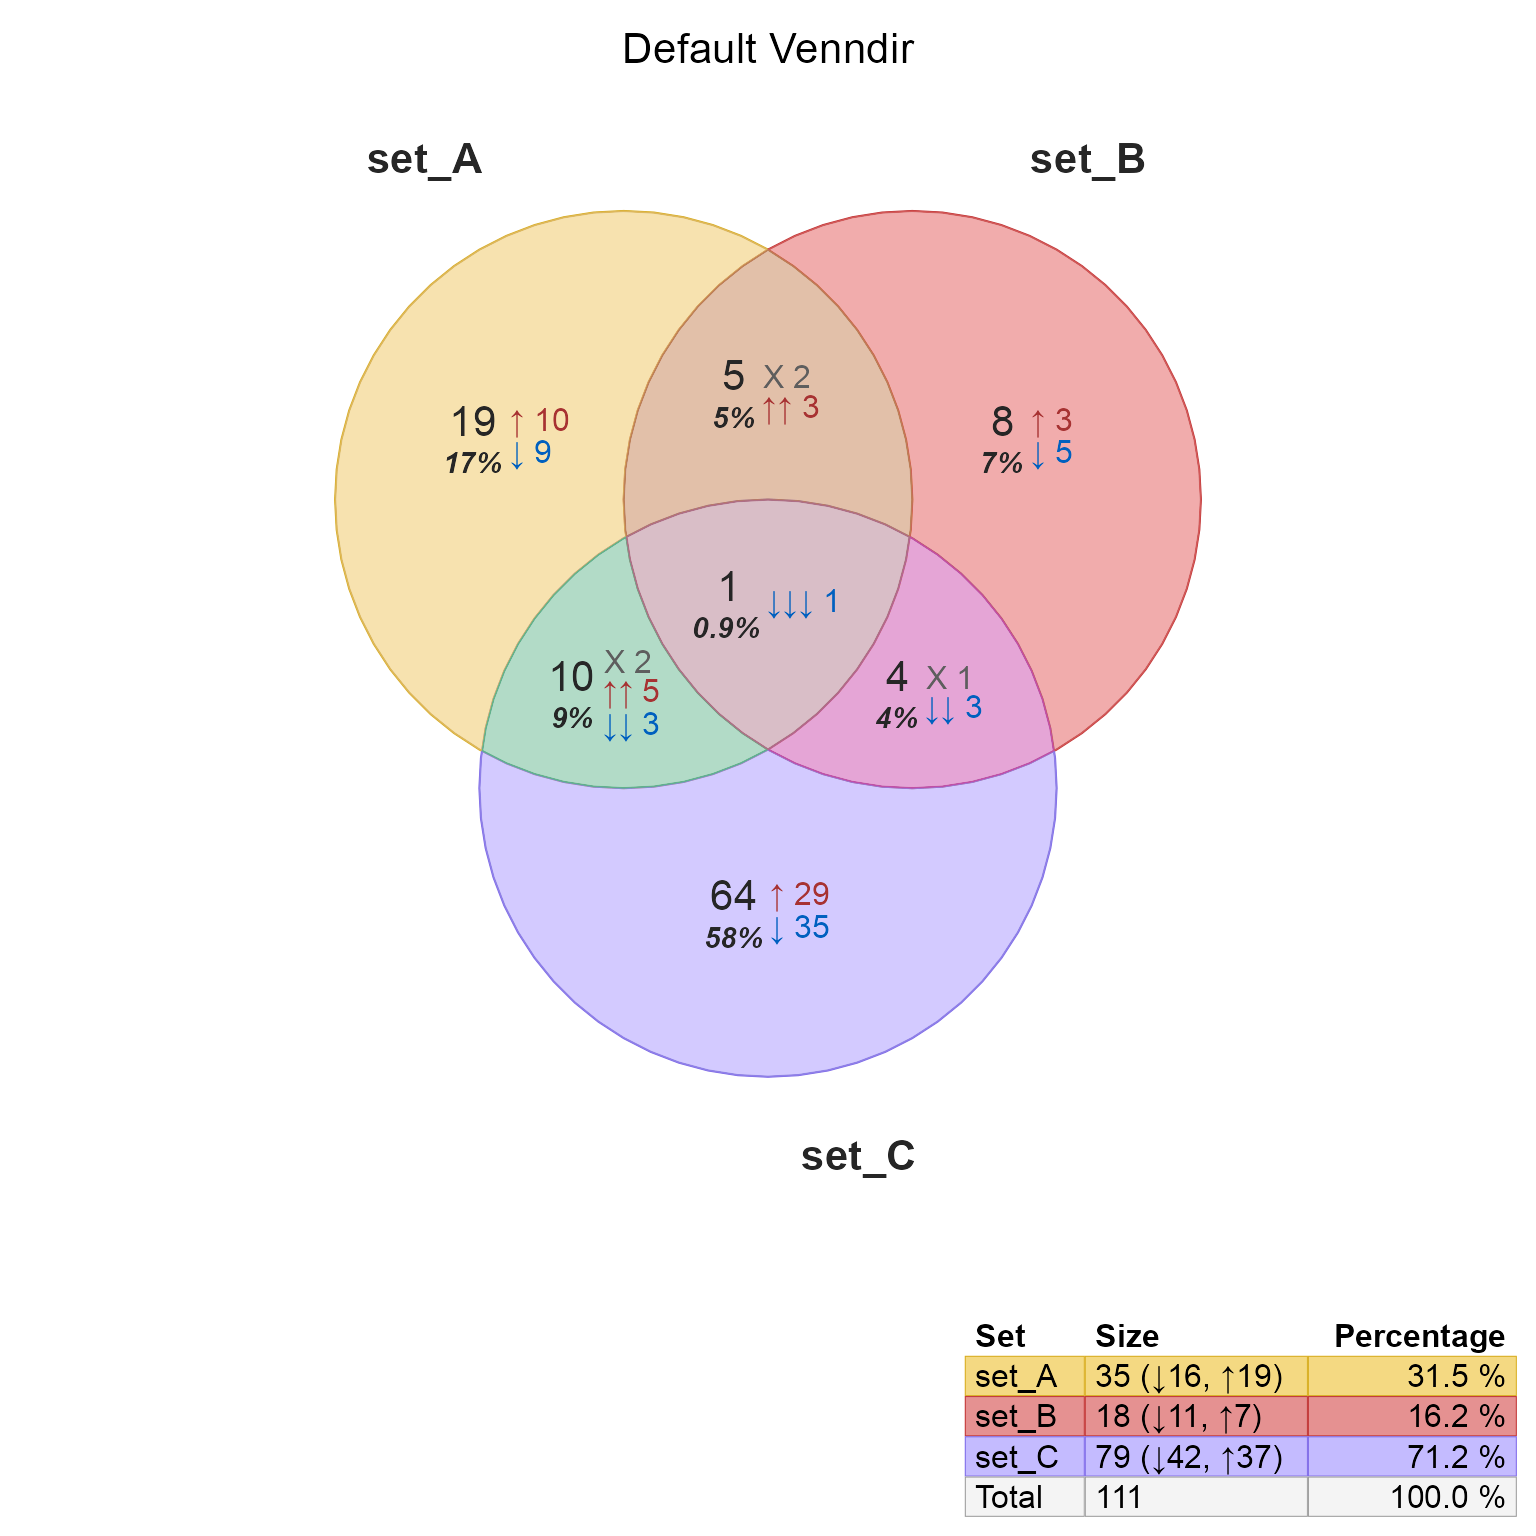 Default Venndir
set_A
set_B
5 X 2
5% ↑↑ 3
19 ↑ 10
17% ↓ 9
8 ↑ 3
7% ↓ 5
1 ↓↓↓ 1
0.9%
X 2
10 ↑↑ 5
9% ↓↓ 3
4 X 1
4% ↓↓ 3
64 ↑ 29
58% ↓ 35
set_C
Set Size Percentage
set_A 35 (↓16, ↑19) 31.5 %
set_B 18 (↓11, ↑7) 16.2 %
set_C 79 (↓42, ↑37) 71.2 %
Total 111 100.0 %